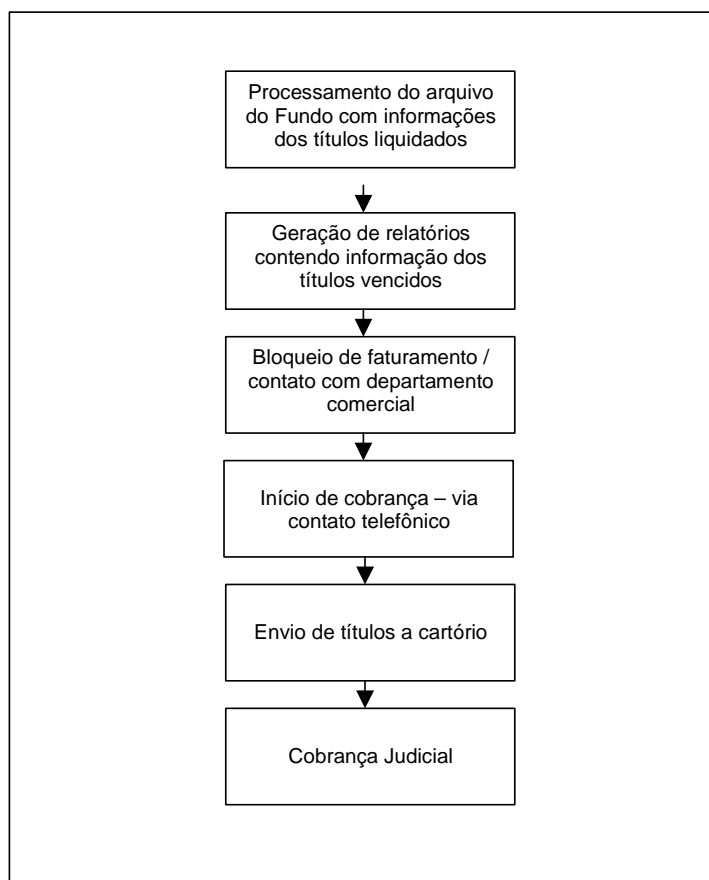 Processamento do arquivo
do Fundo com informações
dos títulos liquidados
Geração de relatórios
contendo informação dos
títulos vencidos
Bloqueio de faturamento /
contato com departamento
comercial
Início de cobrança – via
contato telefônico
Envio de títulos a cartório
Cobrança Judicial